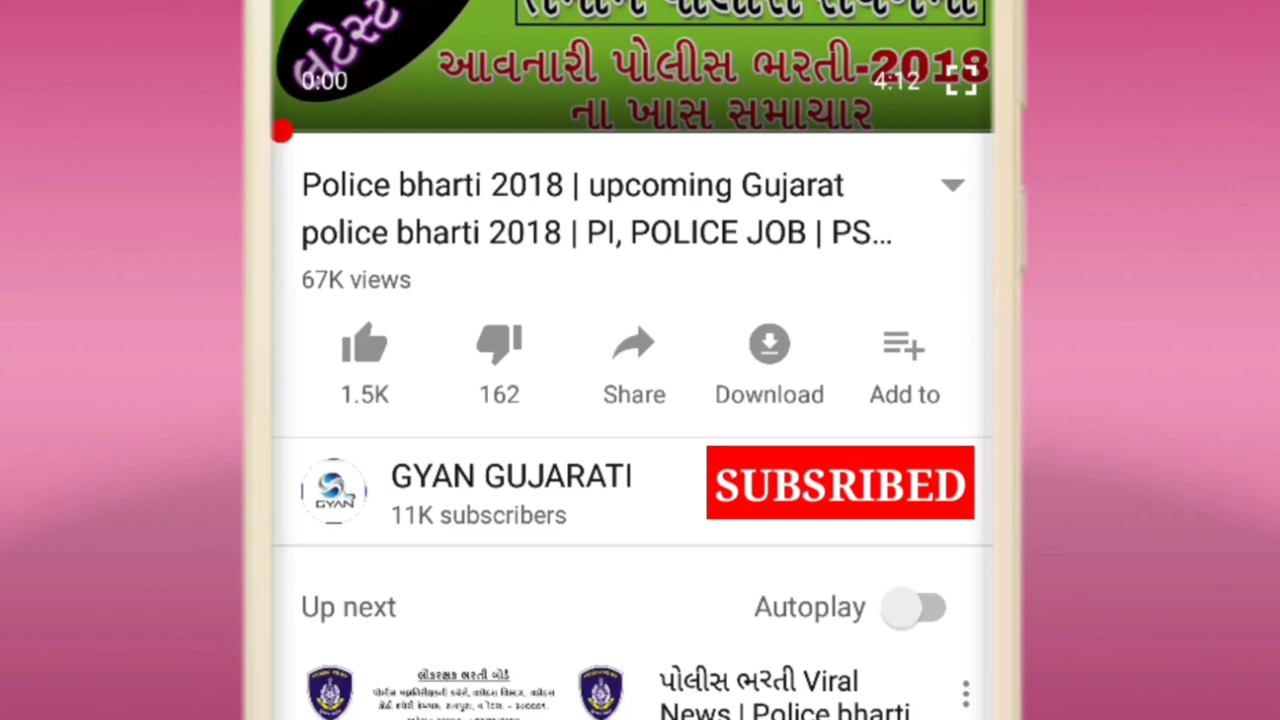 લેટેસ્ટ
તમામ પોલીસ
આવનારી પોલીસ ભરતી-2018
0:00
4:12
ના ખાસ સમાચાર
Police bharti 2018 | upcoming Gujarat
police bharti 2018 | PI, POLICE JOB | PS...
67K views
1.5K
162
Share
Download
Add to
GYAN
GYAN GUJARATI
11K subscribers
SUBSRIBED
Up next
Autoplay
લોકરક્ષક ભરતી બોર્ડ
પોલીસ ભરતી Viral
News | Police bharti